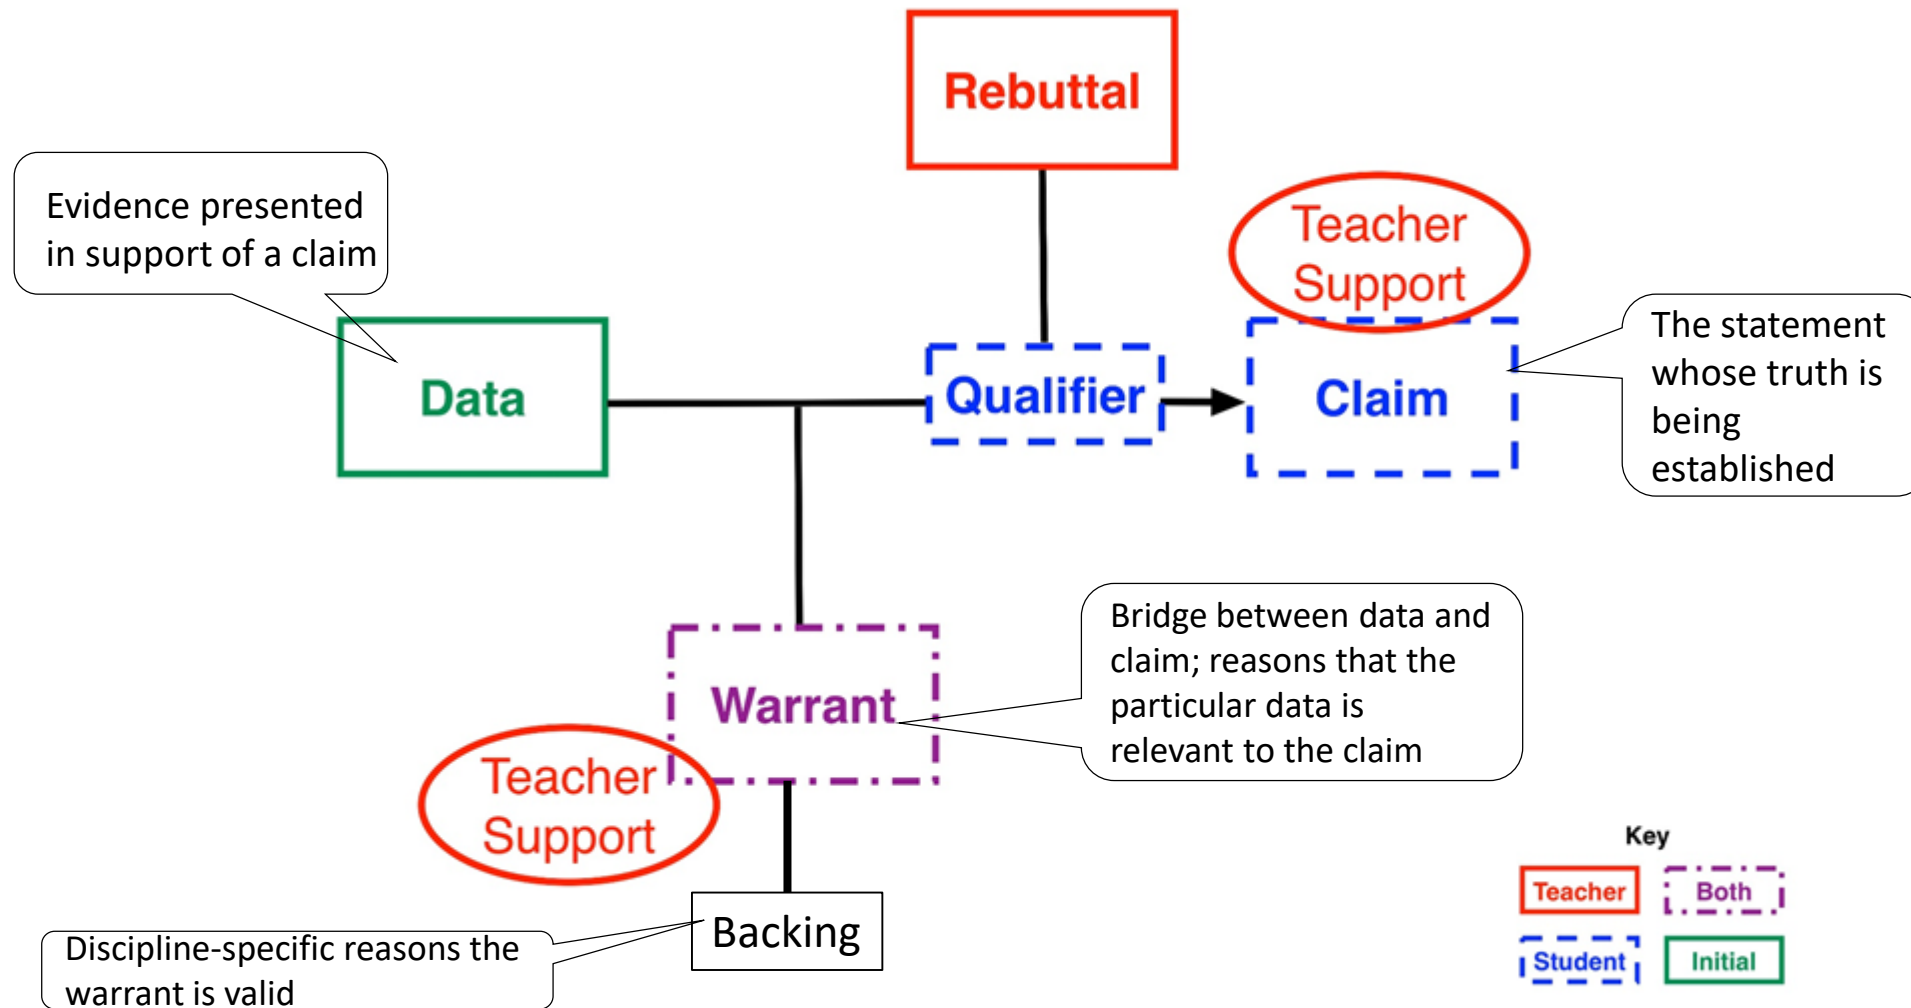 Rebuttal
Evidence presented
in support of a claim
Teacher
Support
Data
Qualifier
Claim
The statement
whose truth is
being
established
Warrant
Bridge between data and
claim; reasons that the
particular data is
relevant to the claim
Teacher
Support
Backing
Discipline-specific reasons the
warrant is valid
Key
Teacher
Both
Student
Initial